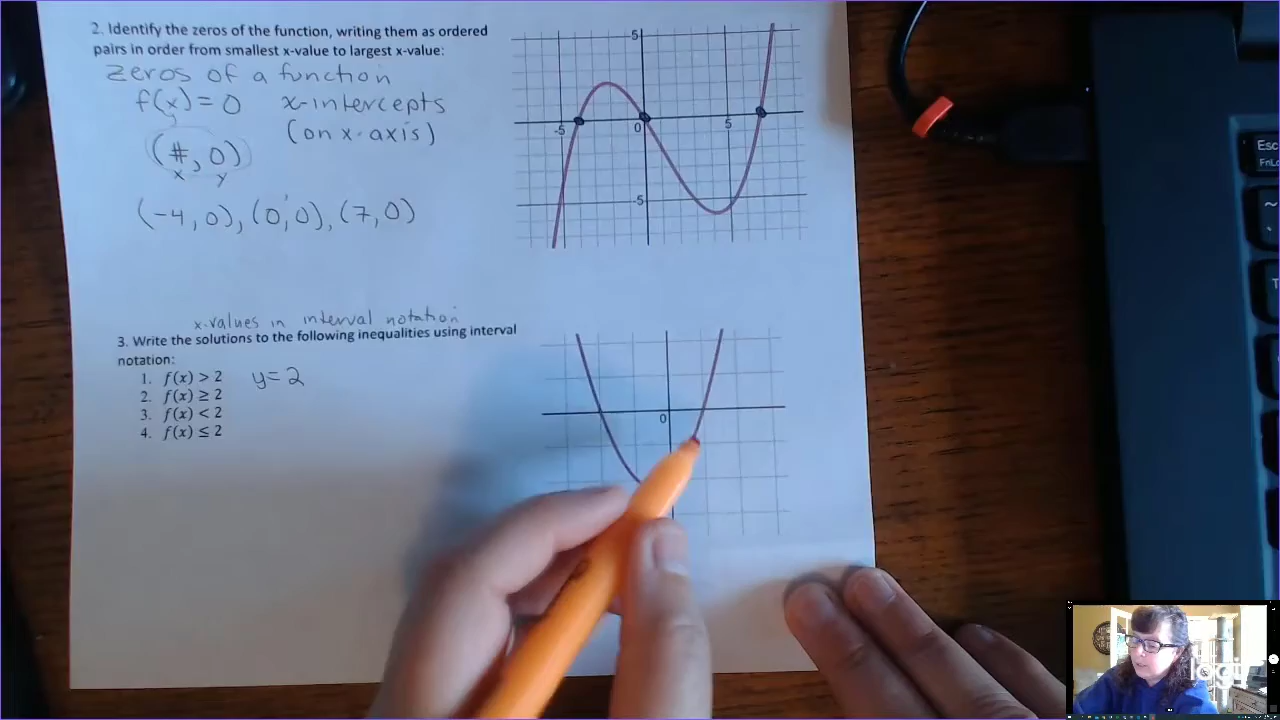 2. Identify the zeros of the function, writing them as ordered
pairs in order from smallest x-value to largest x-value:
zeros of a function
f(x) = 0 x-intercepts
(on x-axis)
(#, 0)
x y
(-4, 0), (0, 0), (7, 0)
5
-5
0
5
-5
x-values in interval notation
3. Write the solutions to the following inequalities using interval
notation:
1. f(x) > 2 y = 2
2. f(x) ≥ 2
3. f(x) < 2
4. f(x) ≤ 2
0
Esc
FnLo
~